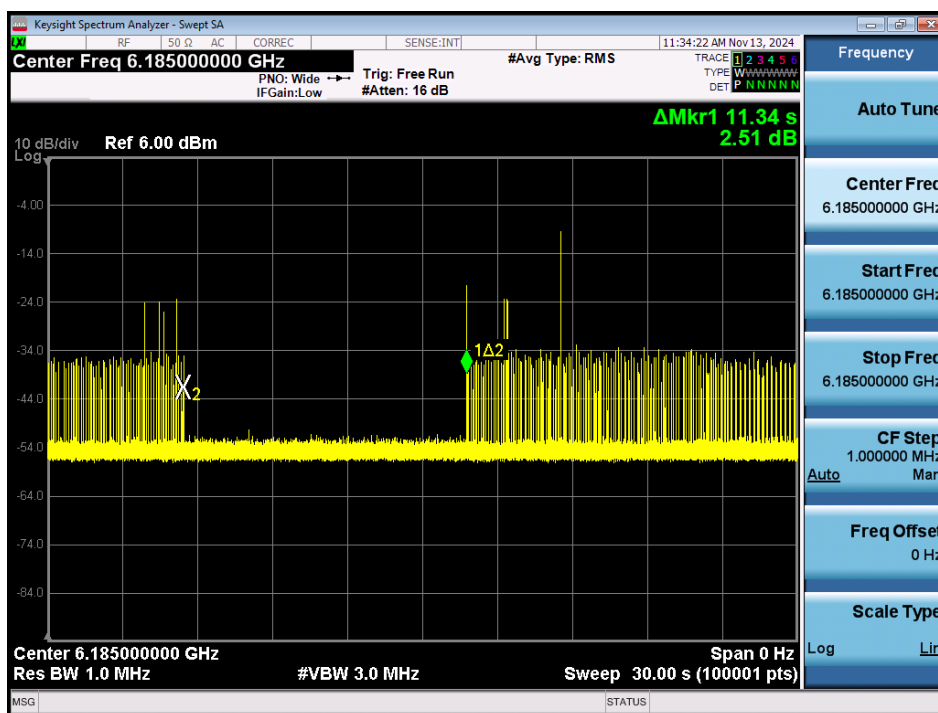 Keysight Spectrum Analyzer - Swept SA
LXI RF 50 Ω AC CORREC SENSE:INT 11:34:22 AM Nov 13, 2024
Center Freq 6.185000000 GHz
PNO: Wide
IFGain:Low
Trig: Free Run
#Atten: 16 dB
#Avg Type: RMS
TRACE 1 2 3 4 5 6
TYPE WWWWWW
DET P N N N N N
ΔMkr1 11.34 s
2.51 dB
10 dB/div Ref 6.00 dBm
Log
-4.00
-14.0
-24.0
-34.0
-44.0
-54.0
-64.0
-74.0
-84.0
1Δ2
X2
Center 6.185000000 GHz Span 0 Hz
Res BW 1.0 MHz #VBW 3.0 MHz Sweep 30.00 s (100001 pts)
MSG STATUS
Frequency
Auto Tune
Center Freq
6.185000000 GHz
Start Freq
6.185000000 GHz
Stop Freq
6.185000000 GHz
CF Step
1.000000 MHz
Auto Man
Freq Offset
0 Hz
Scale Type
Log Lin